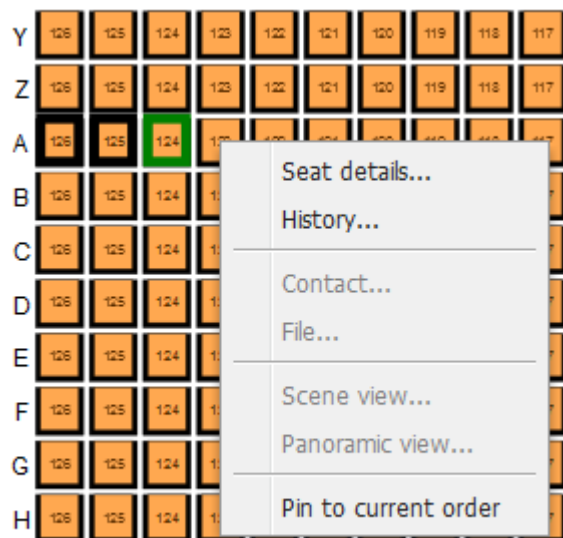 Y 126 125 124 123 122 121 120 119 118 117
Z 126 125 124 123 122 121 120 119 118 117
A 126 125 124
B 126 125 124
C 126 125 124
D 126 125 124
E 126 125 124
F 126 125 124
G 126 125 124
H 126 125 124
Seat details...
History...
Contact...
File...
Scene view...
Panoramic view...
Pin to current order